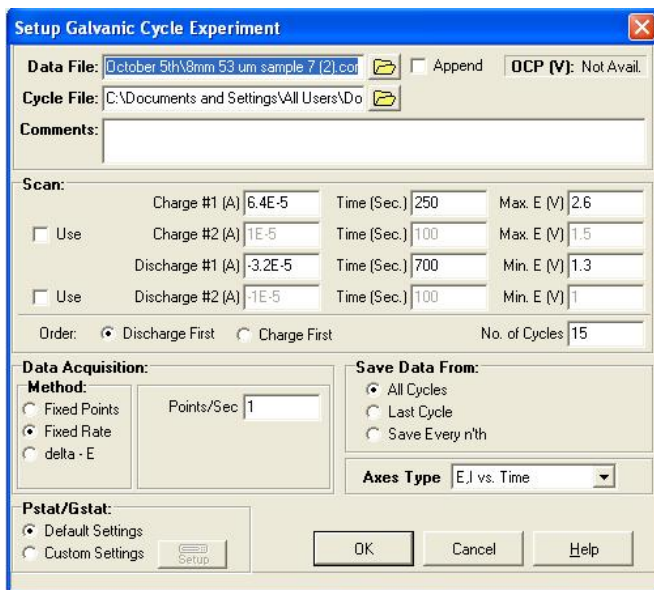 Setup Galvanic Cycle Experiment
Data File: October 5th\8mm 53 um sample 7 (2).cor Append OCP (V): Not Avail.
Cycle File: C:\Documents and Settings\All Users\Do
Comments:
Scan:
Charge #1 (A) 6.4E-5 Time (Sec.) 250 Max. E (V) 2.6
Use Charge #2 (A) 1E-5 Time (Sec.) 100 Max. E (V) 1.5
Discharge #1 (A) -3.2E-5 Time (Sec.) 700 Min. E (V) 1.3
Use Discharge #2 (A) -1E-5 Time (Sec.) 100 Min. E (V) 1
Order: Discharge First Charge First No. of Cycles 15
Data Acquisition:
Method:
Fixed Points
Fixed Rate
delta - E
Points/Sec 1
Save Data From:
All Cycles
Last Cycle
Save Every n'th
Axes Type E,I vs. Time
Pstat/Gstat:
Default Settings
Custom Settings
Setup
OK Cancel Help